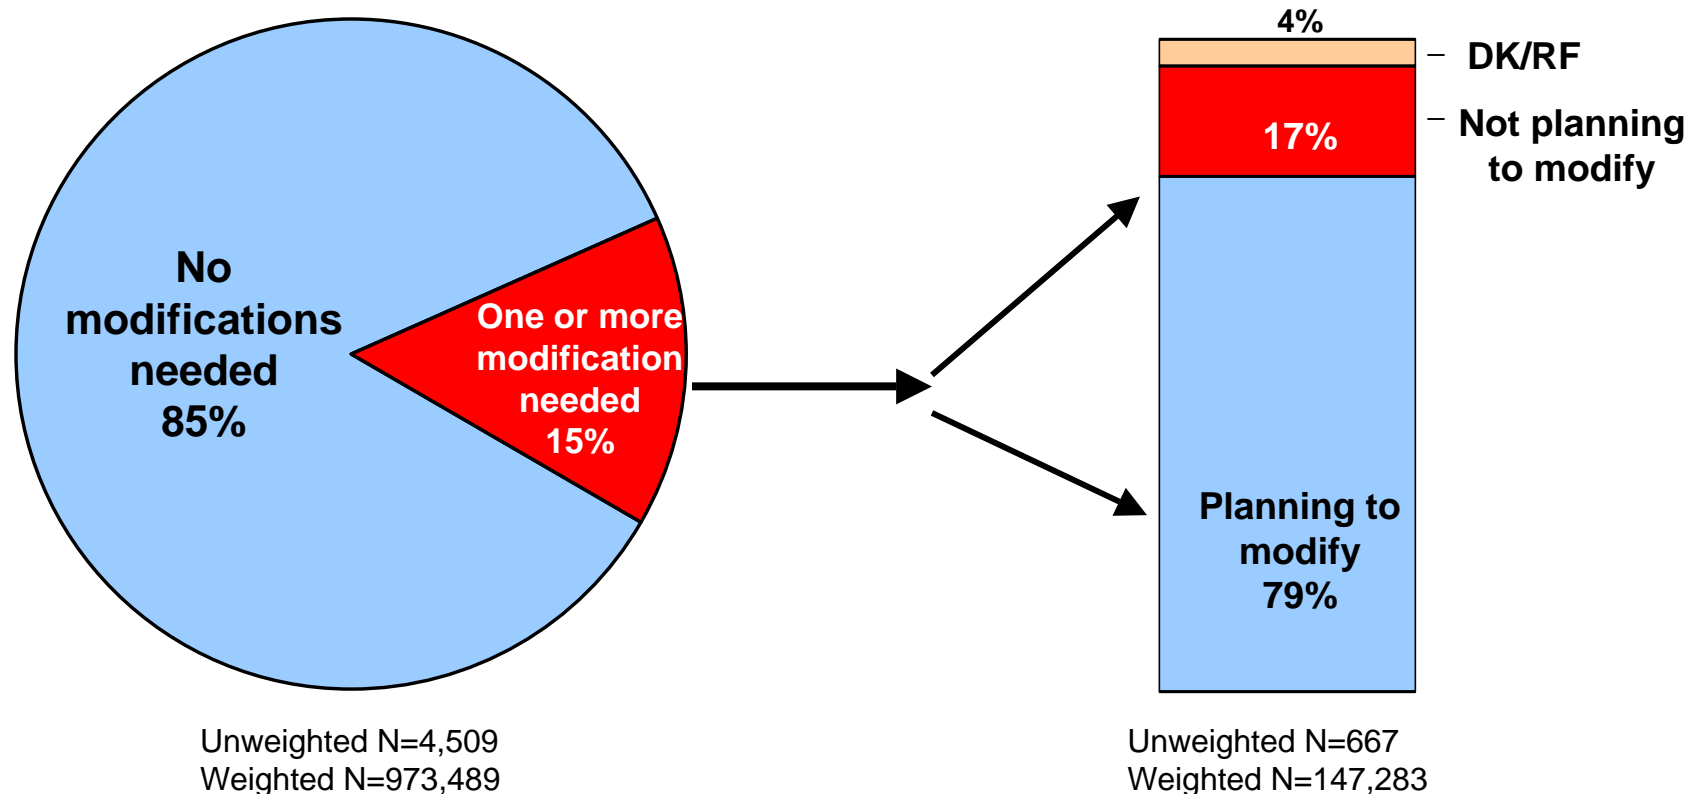 No
modifications
needed
85%
One or more
modification
needed
15%
Unweighted N=4,509
Weighted N=973,489
4%
DK/RF
17%
Not planning
to modify
Planning to
modify
79%
Unweighted N=667
Weighted N=147,283